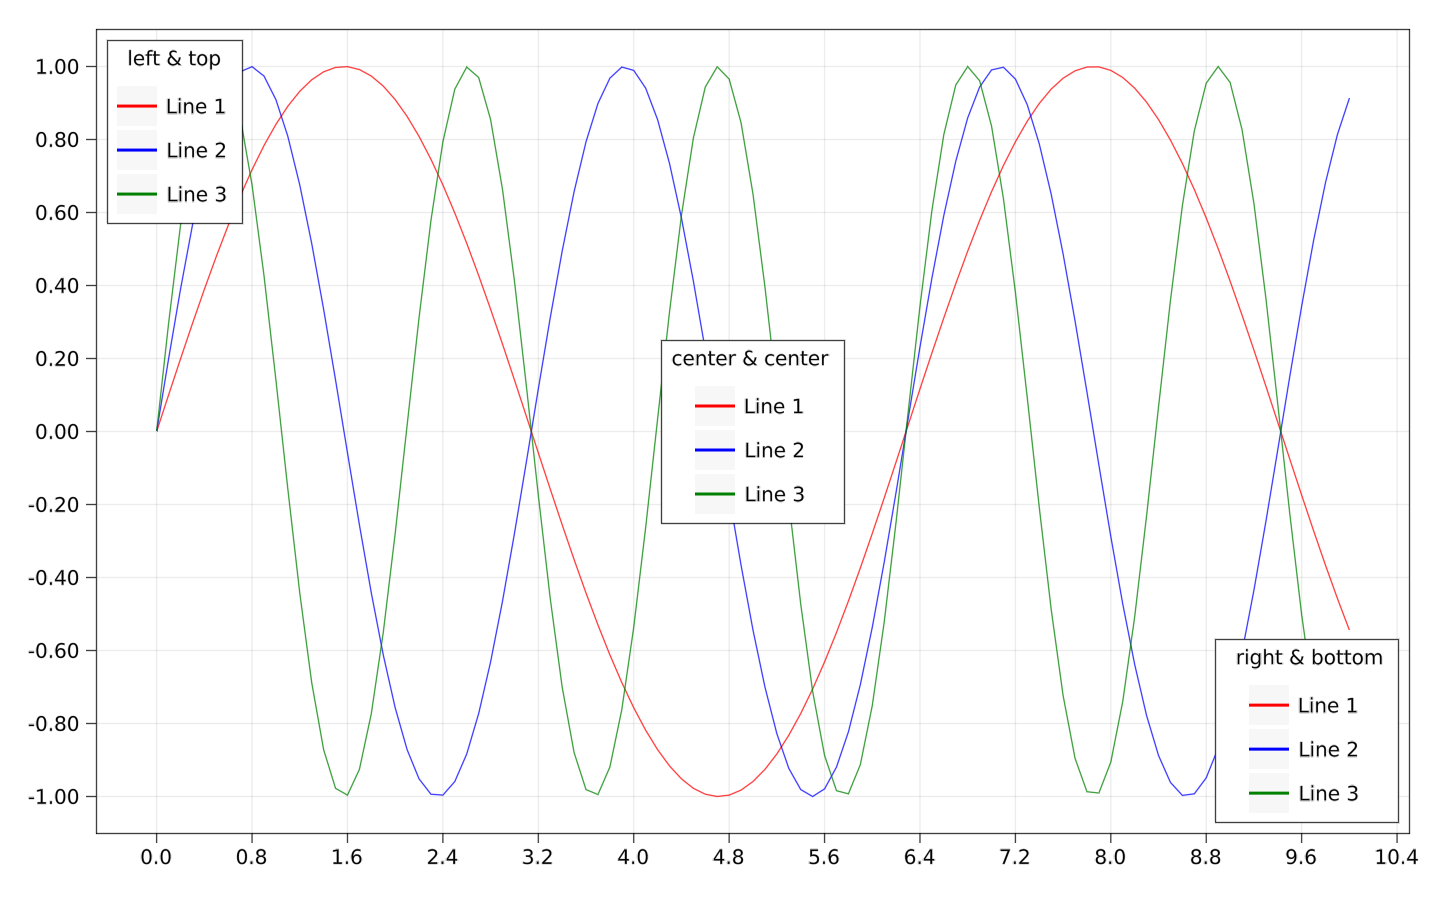 left & top
Line 1
Line 2
Line 3
center & center
Line 1
Line 2
Line 3
right & bottom
Line 1
Line 2
Line 3
1.00
0.80
0.60
0.40
0.20
0.00
-0.20
-0.40
-0.60
-0.80
-1.00
0.0 0.8 1.6 2.4 3.2 4.0 4.8 5.6 6.4 7.2 8.0 8.8 9.6 10.4